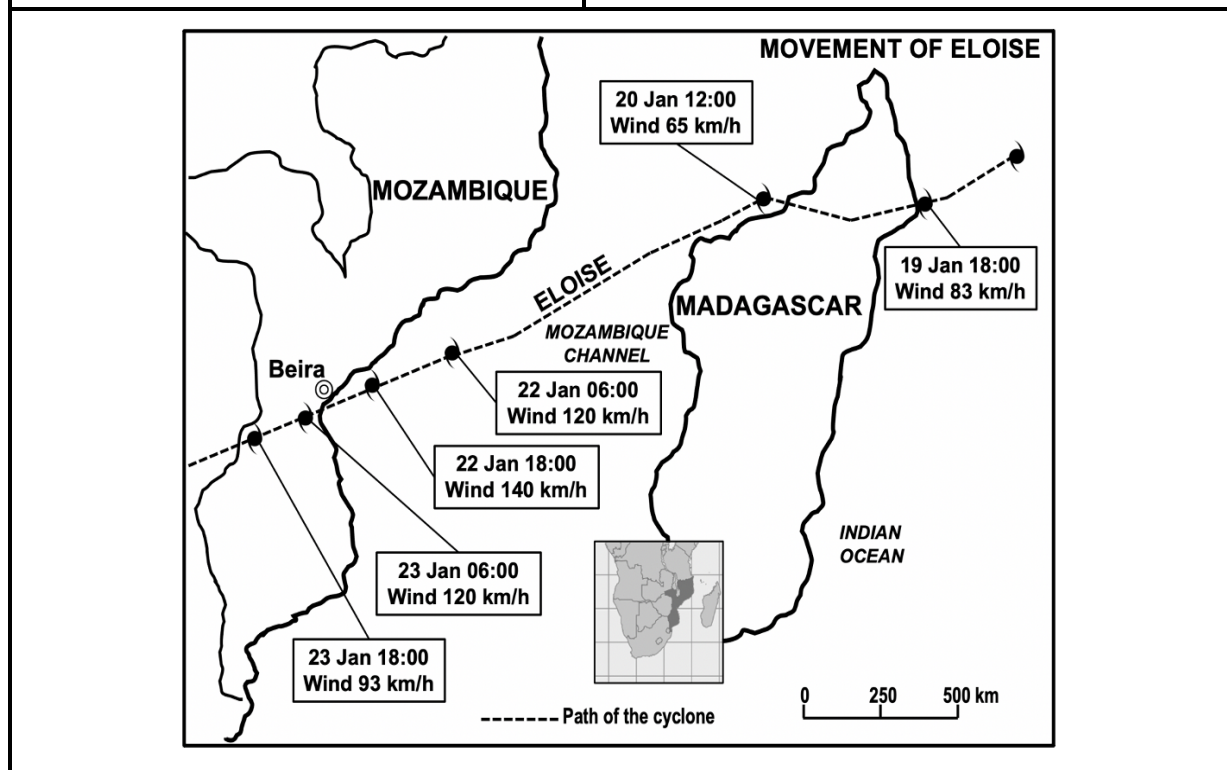 MOVEMENT OF ELOISE
20 Jan 12:00
Wind 65 km/h
MOZAMBIQUE
19 Jan 18:00
Wind 83 km/h
ELOISE
MADAGASCAR
MOZAMBIQUE
CHANNEL
Beira
22 Jan 06:00
Wind 120 km/h
22 Jan 18:00
Wind 140 km/h
INDIAN
OCEAN
23 Jan 06:00
Wind 120 km/h
23 Jan 18:00
Wind 93 km/h
0 250 500 km
Path of the cyclone